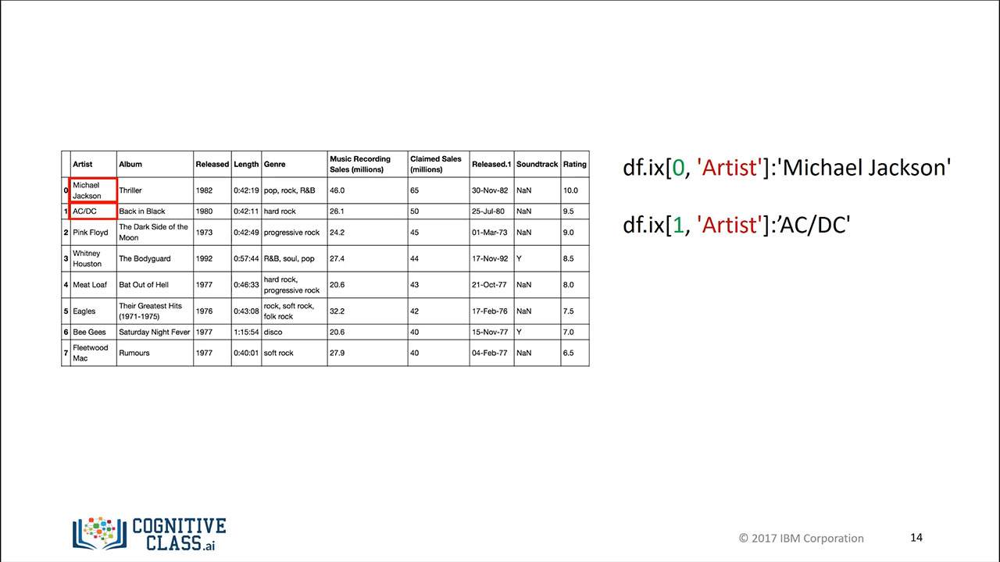 Artist Album Released Length Genre Music Recording Sales (millions) Claimed Sales (millions) Released.1 Soundtrack Rating
0 Michael Jackson Thriller 1982 0:42:19 pop, rock, R&B 46.0 65 30-Nov-82 NaN 10.0
1 AC/DC Back in Black 1980 0:42:11 hard rock 26.1 50 25-Jul-80 NaN 9.5
2 Pink Floyd The Dark Side of the Moon 1973 0:42:49 progressive rock 24.2 45 01-Mar-73 NaN 9.0
3 Whitney Houston The Bodyguard 1992 0:57:44 R&B, soul, pop 27.4 44 17-Nov-92 Y 8.5
4 Meat Loaf Bat Out of Hell 1977 0:46:33 hard rock, progressive rock 20.6 43 21-Oct-77 NaN 8.0
5 Eagles Their Greatest Hits (1971-1975) 1976 0:43:08 rock, soft rock, folk rock 32.2 42 17-Feb-76 NaN 7.5
6 Bee Gees Saturday Night Fever 1977 1:15:54 disco 20.6 40 15-Nov-77 Y 7.0
7 Fleetwood Mac Rumours 1977 0:40:01 soft rock 27.9 40 04-Feb-77 NaN 6.5
df.ix[0, 'Artist']:'Michael Jackson'
df.ix[1, 'Artist']:’AC/DC'
COGNITIVE
CLASS.ai
© 2017 IBM Corporation
14